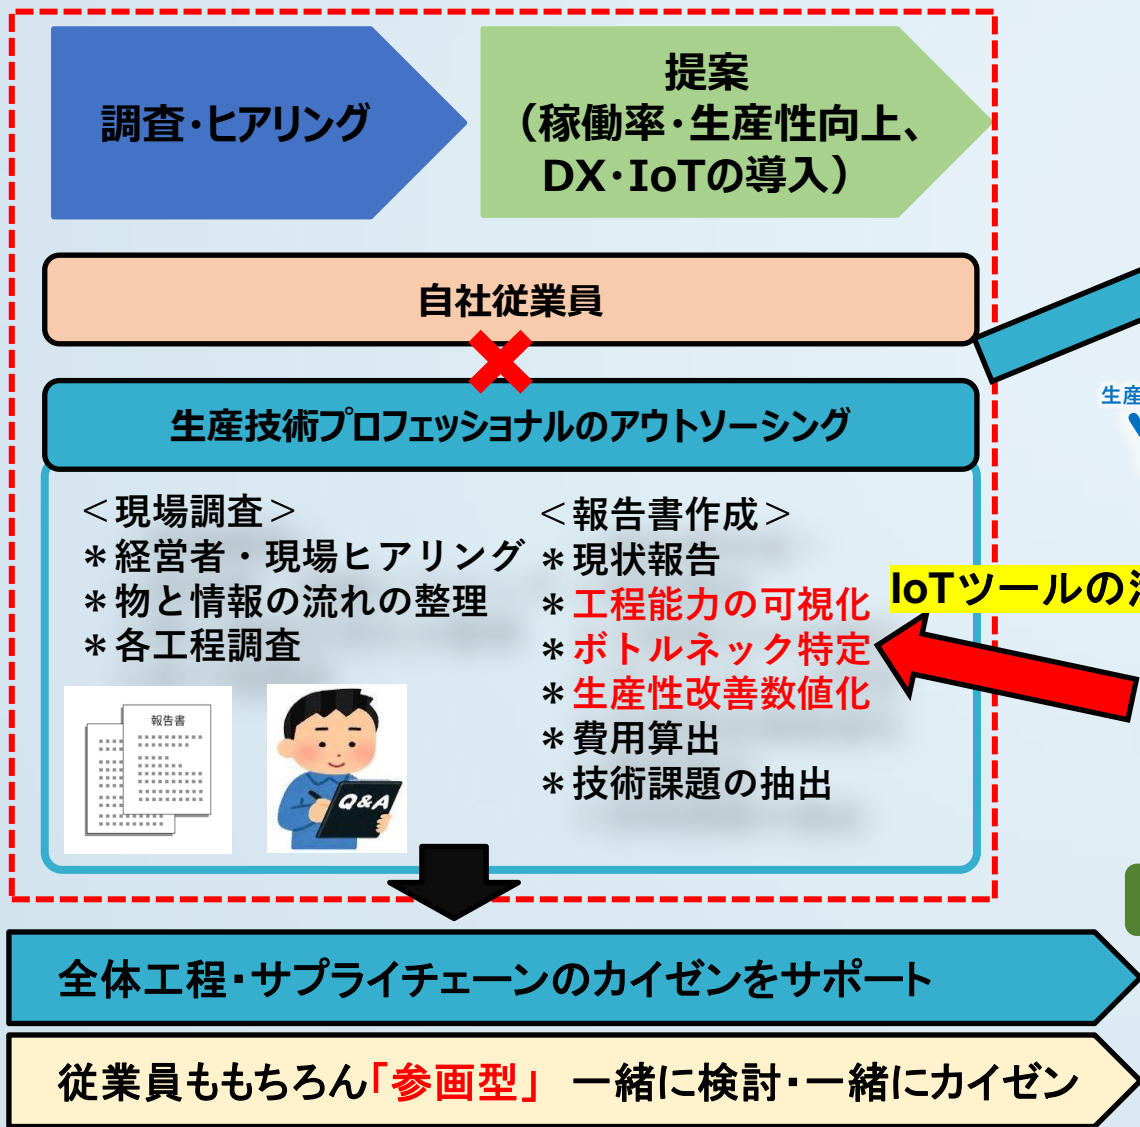 調査･ヒアリング
提案
（稼働率･生産性向上、
DX･IoTの導入）
自社従業員
生産技術プロフェッショナルのアウトソーシング
＜現場調査＞
＊経営者・現場ヒアリング
＊物と情報の流れの整理
＊各工程調査
＜報告書作成＞
＊現状報告
＊工程能力の可視化
＊ボトルネック特定
＊生産性改善数値化
＊費用算出
＊技術課題の抽出
報告書
Q&A
生産
IoTツールの
全体工程･サプライチェーンのカイゼンをサポート
従業員ももちろん｢参画型」 一緒に検討･一緒にカイゼン